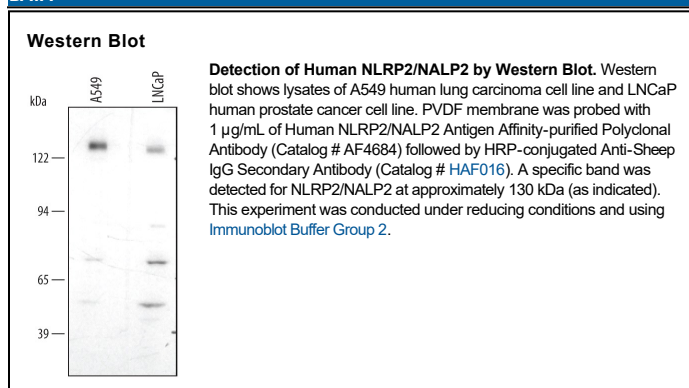 Western Blot
Detection of Human NLRP2/NALP2 by Western Blot. Western
blot shows lysates of A549 human lung carcinoma cell line and LNCaP
human prostate cancer cell line. PVDF membrane was probed with
1 µg/mL of Human NLRP2/NALP2 Antigen Affinity-purified Polyclonal
Antibody (Catalog # AF4684) followed by HRP-conjugated Anti-Sheep
IgG Secondary Antibody (Catalog # HAF016). A specific band was
detected for NLRP2/NALP2 at approximately 130 kDa (as indicated).
This experiment was conducted under reducing conditions and using
Immunoblot Buffer Group 2.
kDa
A549
LNCaP
122
94
65
39